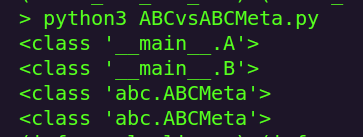 > python3 ABCvsABCMeta.py
<class '__main__.A'>
<class '__main__.B'>
<class 'abc.ABCMeta'>
<class 'abc.ABCMeta'>